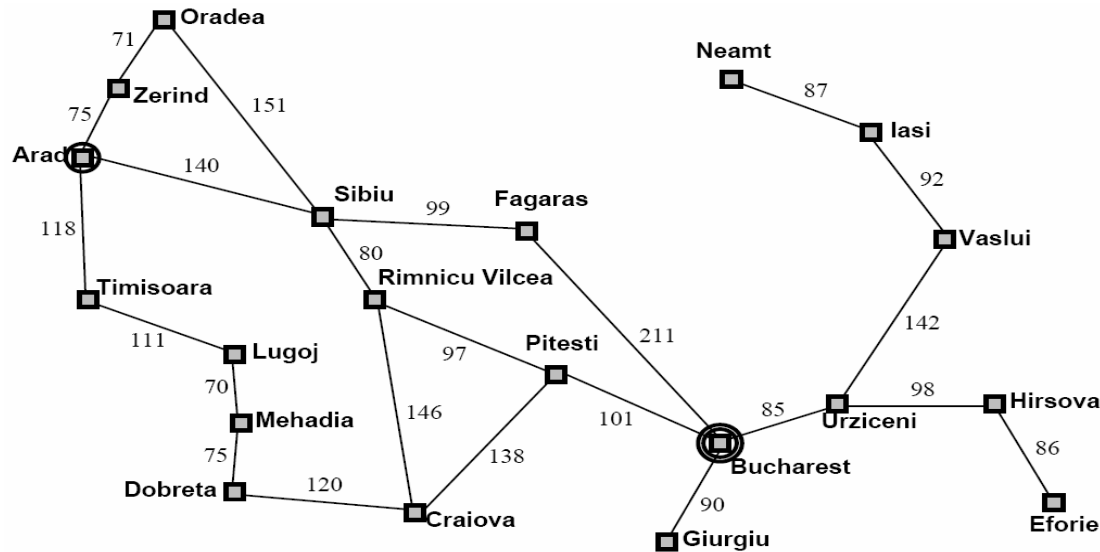 Oradea
71
Neamt
Zerind
87
75
151
Iasi
Arad
140
92
Sibiu
99
Fagaras
118
80
Vaslui
Rimnicu Vilcea
Timisoara
211
142
111
97
Pitesti
Lugoj
70
98
Hirsova
146
101
85
Urziceni
Mehadia
86
75
138
Bucharest
Dobreta
120
90
Craiova
Eforie
Giurgiu